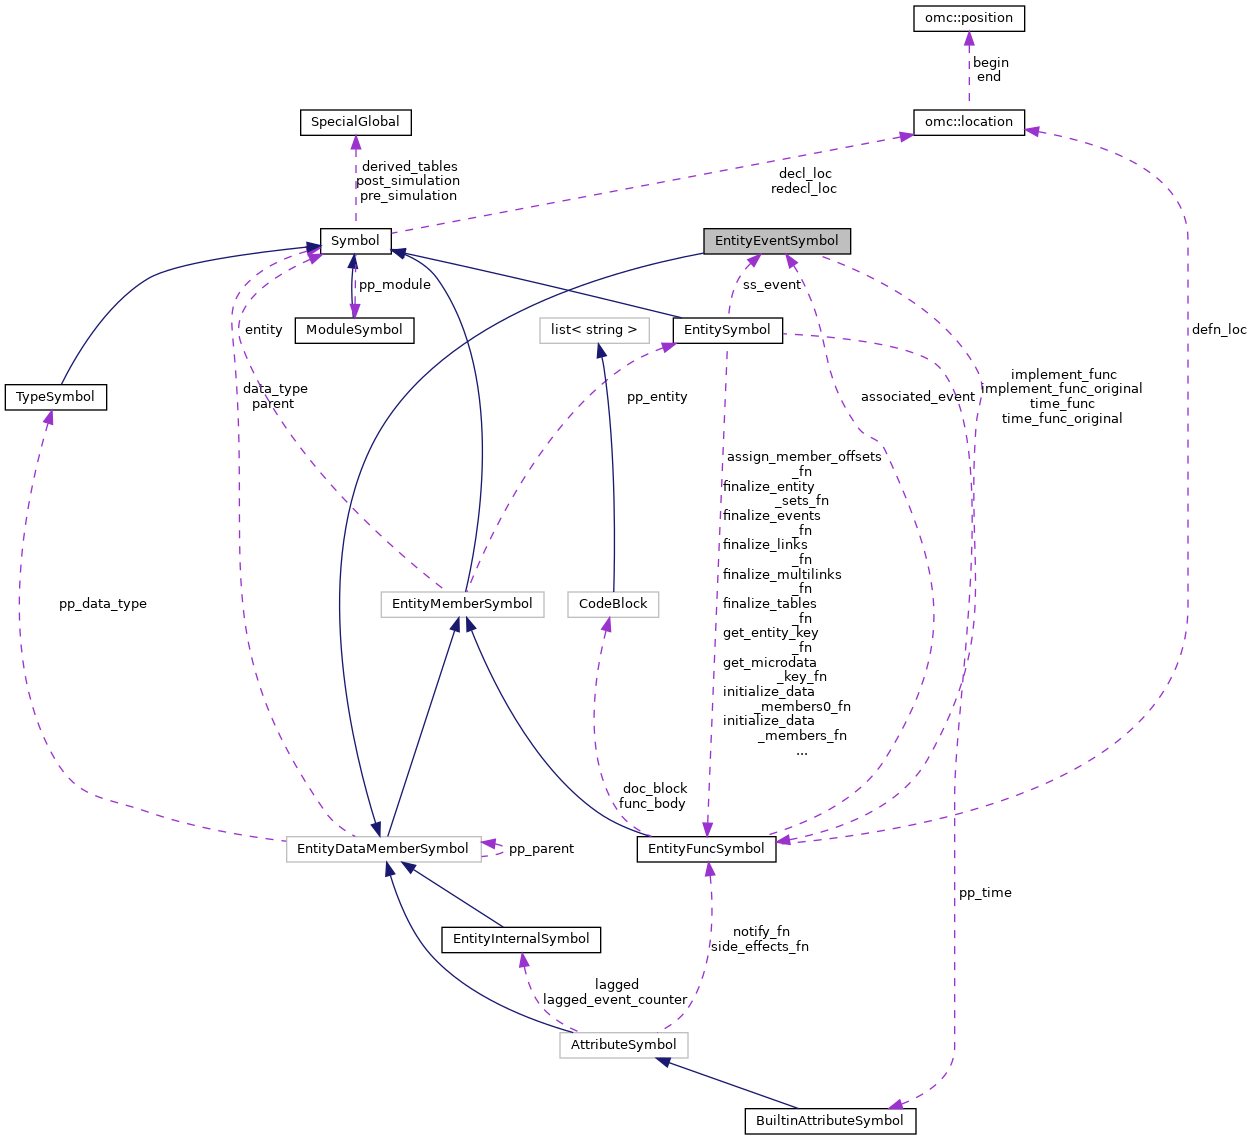 omc::position
begin
end
SpecialGlobal
omc::location
derived_tables
post_simulation
pre_simulation
decl_loc
redecl_loc
Symbol
EntityEventSymbol
pp_module
ss_event
entity
ModuleSymbol
list< string >
EntitySymbol
defn_loc
TypeSymbol
data_type
parent
pp_entity
associated_event
implement_func
implement_func_original
time_func
time_func_original
assign_member_offsets
_fn
finalize_entity
_sets_fn
finalize_events
_fn
finalize_links
_fn
finalize_multilinks
_fn
finalize_tables
_fn
get_entity_key
_fn
get_microdata
_key_fn
initialize_data
_members0_fn
initialize_data
_members_fn
...
pp_data_type
EntityMemberSymbol
CodeBlock
doc_block
func_body
EntityDataMemberSymbol
pp_parent
EntityFuncSymbol
pp_time
EntityInternalSymbol
notify_fn
side_effects_fn
lagged
lagged_event_counter
AttributeSymbol
BuiltinAttributeSymbol